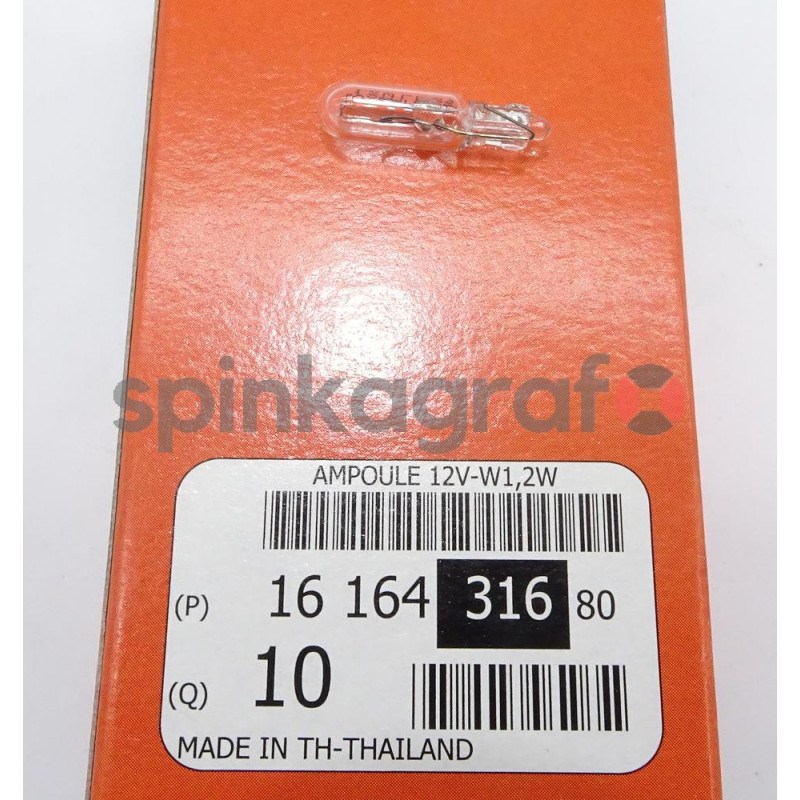 spinkagraf
AMPOULE 12V-W1,2W
(P) 16 164 316 80
(Q) 10
MADE IN TH-THAILAND